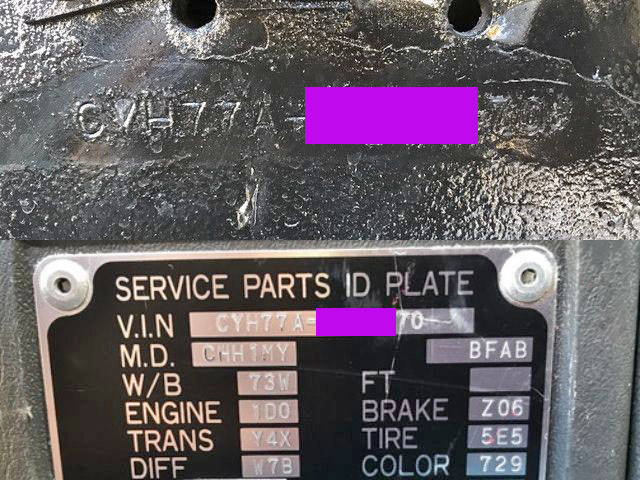 CYH77A-70
SERVICE PARTS ID PLATE
V.I.N CYH77A-70
M.D. CHH1MY BFAB
W/B 73W FT
ENGINE 1D0 BRAKE Z06
TRANS Y4X TIRE 5E5
DIFF W7B COLOR 729